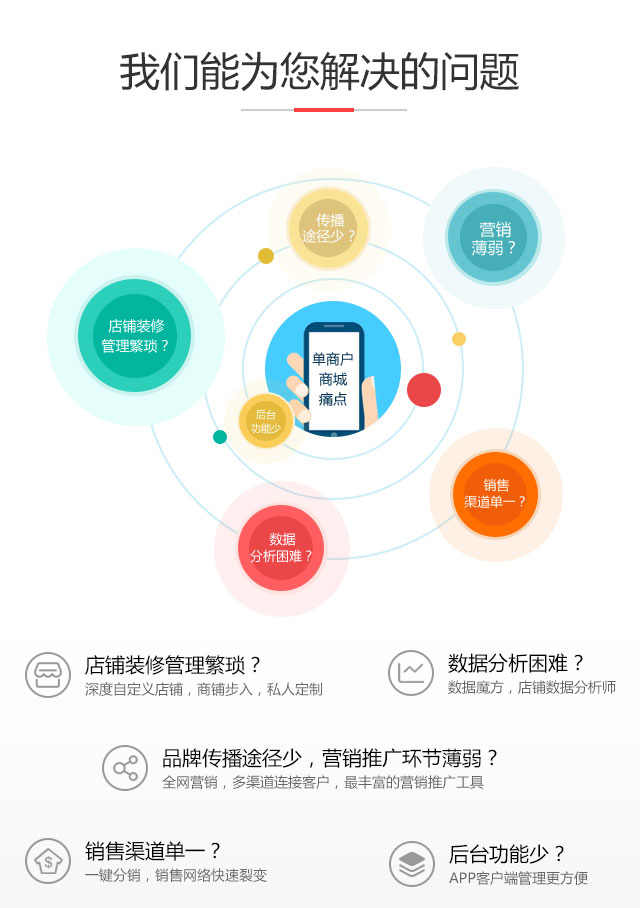 我们能为您解决的问题
传播
途径少？
营销
薄弱？
店铺装修
管理繁琐？
单商户
商城
痛点
后台
功能少
销售
渠道单一？
数据
分析困难？
店铺装修管理繁琐？
深度自定义店铺，商铺步入，私人定制
数据分析困难？
数据魔方，店铺数据分析师
品牌传播途径少，营销推广环节薄弱？
全网营销，多渠道连接客户，最丰富的营销推广工具
销售渠道单一？
一键分销，销售网络快速裂变
后台功能少？
APP客户端管理更方便